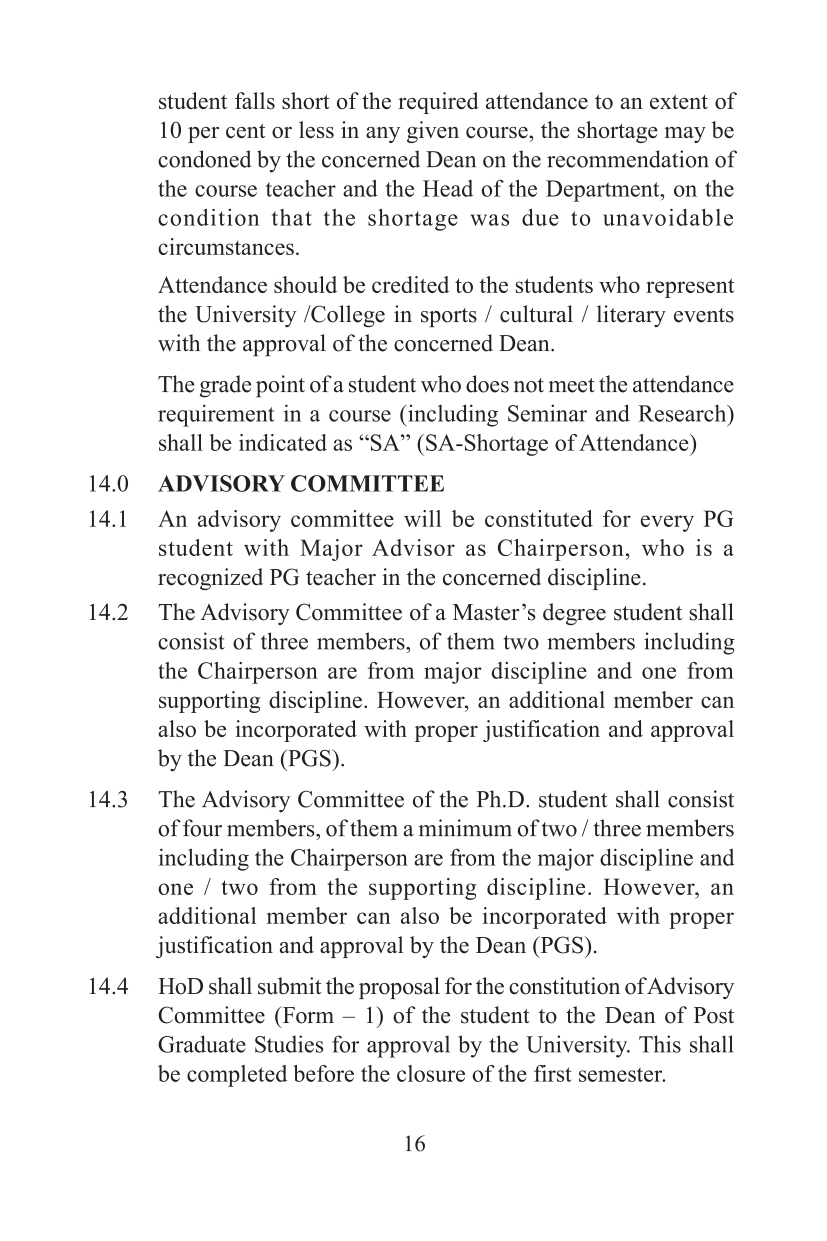 student falls short of the required attendance to an extent of
10 per cent or less in any given course, the shortage may be
condoned by the concerned Dean on the recommendation of
the course teacher and the Head of the Department, on the
condition that the shortage was due to unavoidable
circumstances.
Attendance should be credited to the students who represent
the University /College in sports / cultural / literary events
with the approval of the concerned Dean.
The grade point of a student who does not meet the attendance
requirement in a course (including Seminar and Research)
shall be indicated as “SA” (SA-Shortage of Attendance)
14.0 ADVISORY COMMITTEE
14.1 An advisory committee will be constituted for every PG
student with Major Advisor as Chairperson, who is a
recognized PG teacher in the concerned discipline.
14.2 The Advisory Committee of a Master’s degree student shall
consist of three members, of them two members including
the Chairperson are from major discipline and one from
supporting discipline. However, an additional member can
also be incorporated with proper justification and approval
by the Dean (PGS).
14.3 The Advisory Committee of the Ph.D. student shall consist
of four members, of them a minimum of two / three members
including the Chairperson are from the major discipline and
one / two from the supporting discipline. However, an
additional member can also be incorporated with proper
justification and approval by the Dean (PGS).
14.4 HoD shall submit the proposal for the constitution of Advisory
Committee (Form – 1) of the student to the Dean of Post
Graduate Studies for approval by the University. This shall
be completed before the closure of the first semester.
16